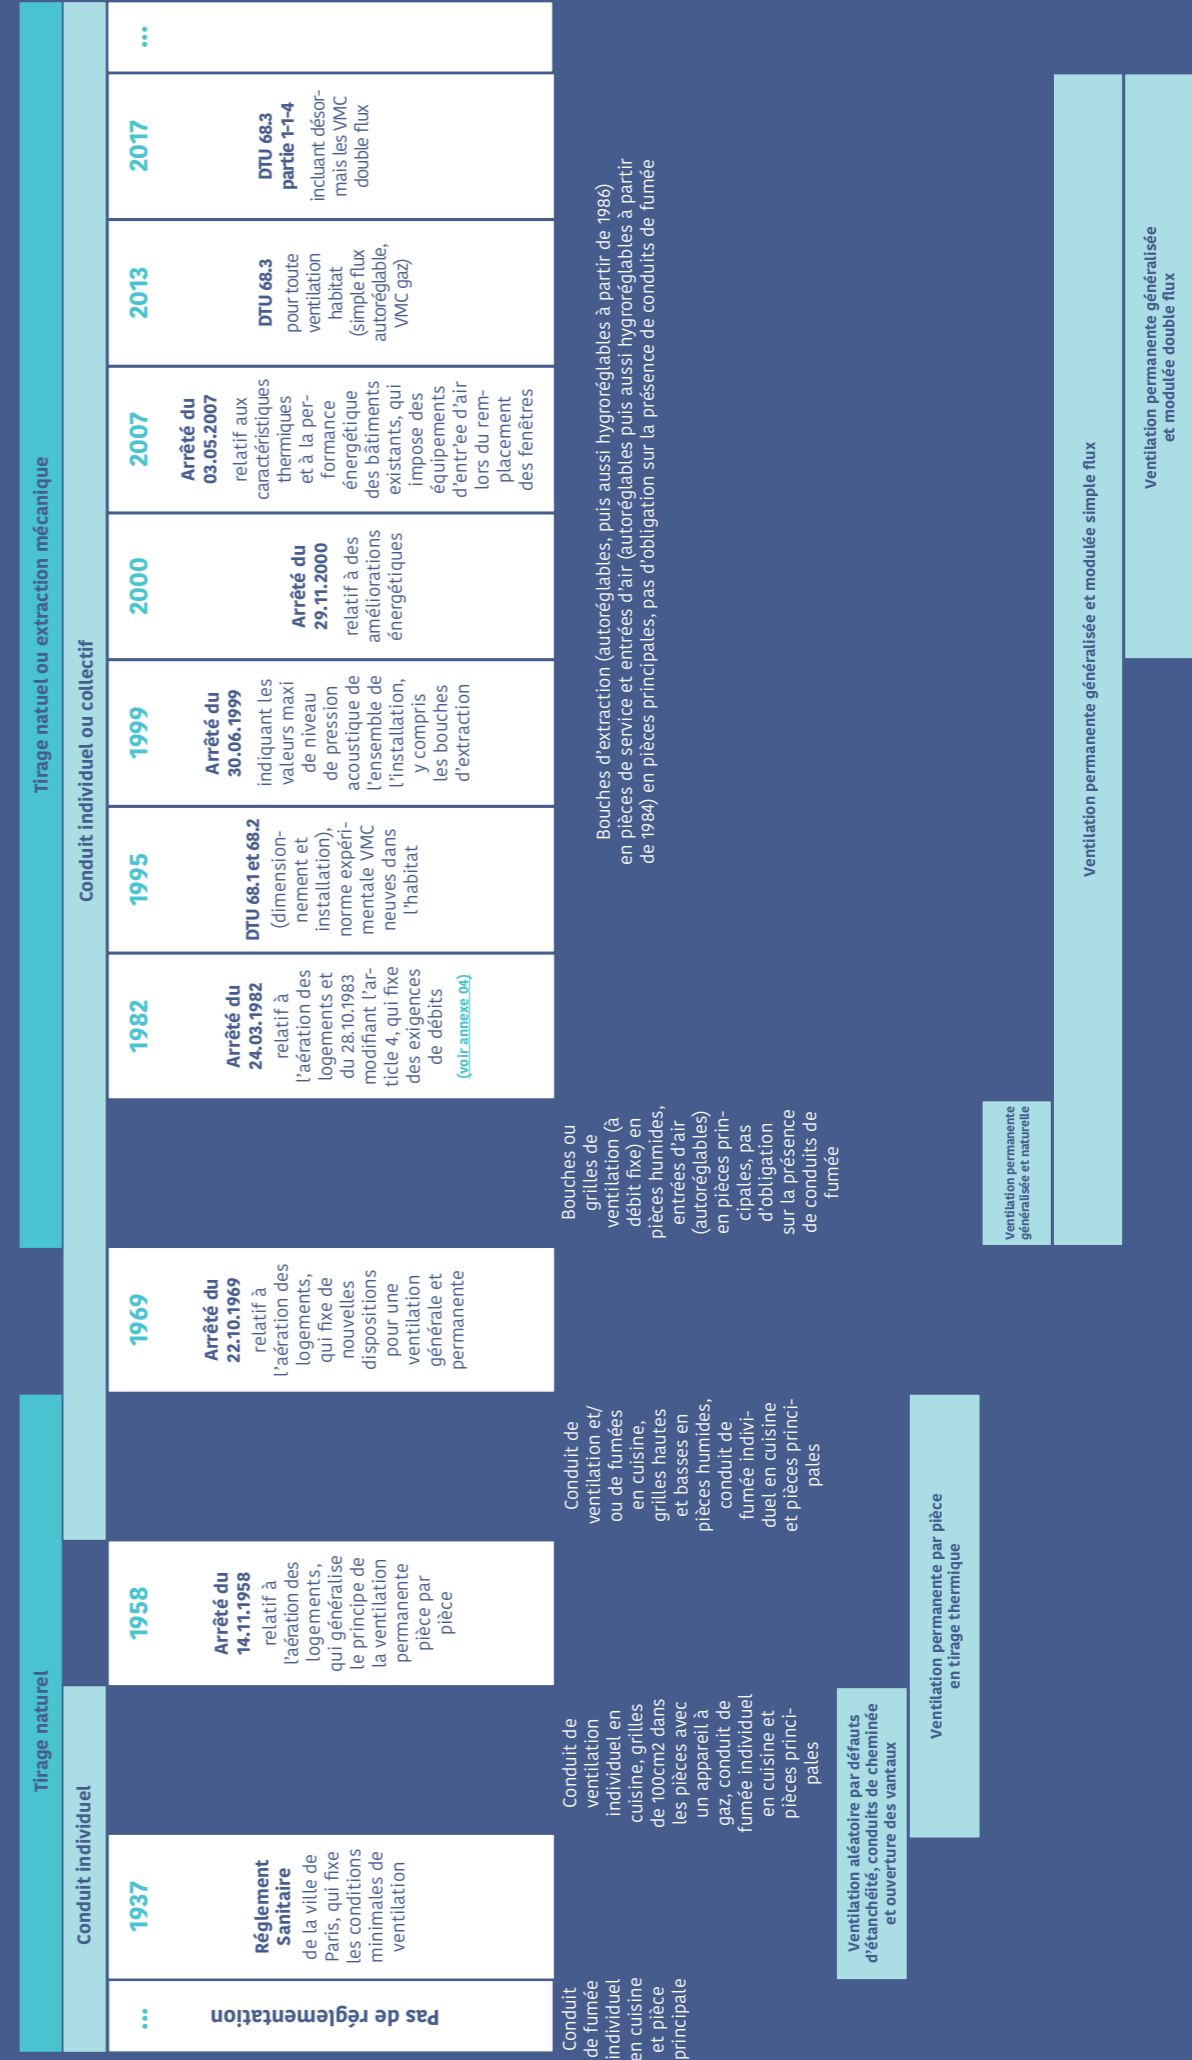 Tirage naturel
Tirage natuel ou extraction mécanique
Conduit individuel
Conduit individuel ou collectif
...
Pas de réglementation
1937
Réglement
Sanitaire
de la ville de
Paris, qui fixe
les conditions
minimales de
ventilation
1958
Arrêté du
14.11.1958
relatif à
l'aération des
logements,
qui généralise
le principe de
la ventilation
permanente
pièce par
pièce
1969
Arrêté du
22.10.1969
relatif à
l'aération des
logements,
qui fixe de
nouvelles
dispositions
pour une
ventilation
générale et
permanente
1982
Arrêté du
24.03.1982
relatif à
l'aération des
logements et
du 28.10.1983
modifiant l'ar-
ticle 4, qui fixe
des exigences
de débits
(voir annexe 04)
1995
DTU 68.1 et 68.2
(dimension-
nement et
installation),
norme expéri-
mentale VMC
neuves dans
l'habitat
1999
Arrêté du
30.06.1999
indiquant les
valeurs maxi
de niveau
de pression
acoustique de
l'ensemble de
l'installation,
y compris
les bouches
d'extraction
2000
Arrêté du
29.11.2000
relatif à des
améliorations
énergétiques
2007
Arrêté du
03.05.2007
relatif aux
caractéristiques
thermiques
et à la per-
formance
énergétique
des bâtiments
existants, qui
impose des
équipements
d'entr'ee d'air
lors du rem-
placement
des fenêtres
2013
DTU 68.3
pour toute
ventilation
habitat
(simple flux
autoréglable,
VMC gaz)
2017
DTU 68.3
partie 1-1-4
incluant désor-
mais les VMC
double flux
...
Conduit
de fumée
individuel
en cuisine
et pièce
principale
Conduit de
ventilation
individuel en
cuisine, grilles
de 100cm2 dans
les pièces avec
un appareil à
gaz, conduit de
fumée individuel
en cuisine et
pièces princi-
pales
Conduit de
ventilation et/
ou de fumées
en cuisine,
grilles hautes
et basses en
pièces humides,
conduit de
fumée indivi-
duel en cuisine
et pièces princi-
pales
Bouches ou
grilles de
ventilation (à
débit fixe) en
pièces humides,
entrées d'air
(autoréglables)
en pièces prin-
cipales, pas
d'obligation
sur la présence
de conduits de
fumée
Bouches d'extraction (autoréglables, puis aussi hygroréglables à partir de 1986)
en pièces de service et entrées d'air (autoréglables puis aussi hygroréglables à partir
de 1984) en pièces principales, pas d'obligation sur la présence de conduits de fumée
Ventilation aléatoire par défauts
d'étanchéité, conduits de cheminée
et ouverture des vantaux
Ventilation permanente par pièce
en tirage thermique
Ventilation permanente
généralisée et naturelle
Ventilation permanente généralisée et modulée simple flux
Ventilation permanente généralisée
et modulée double flux